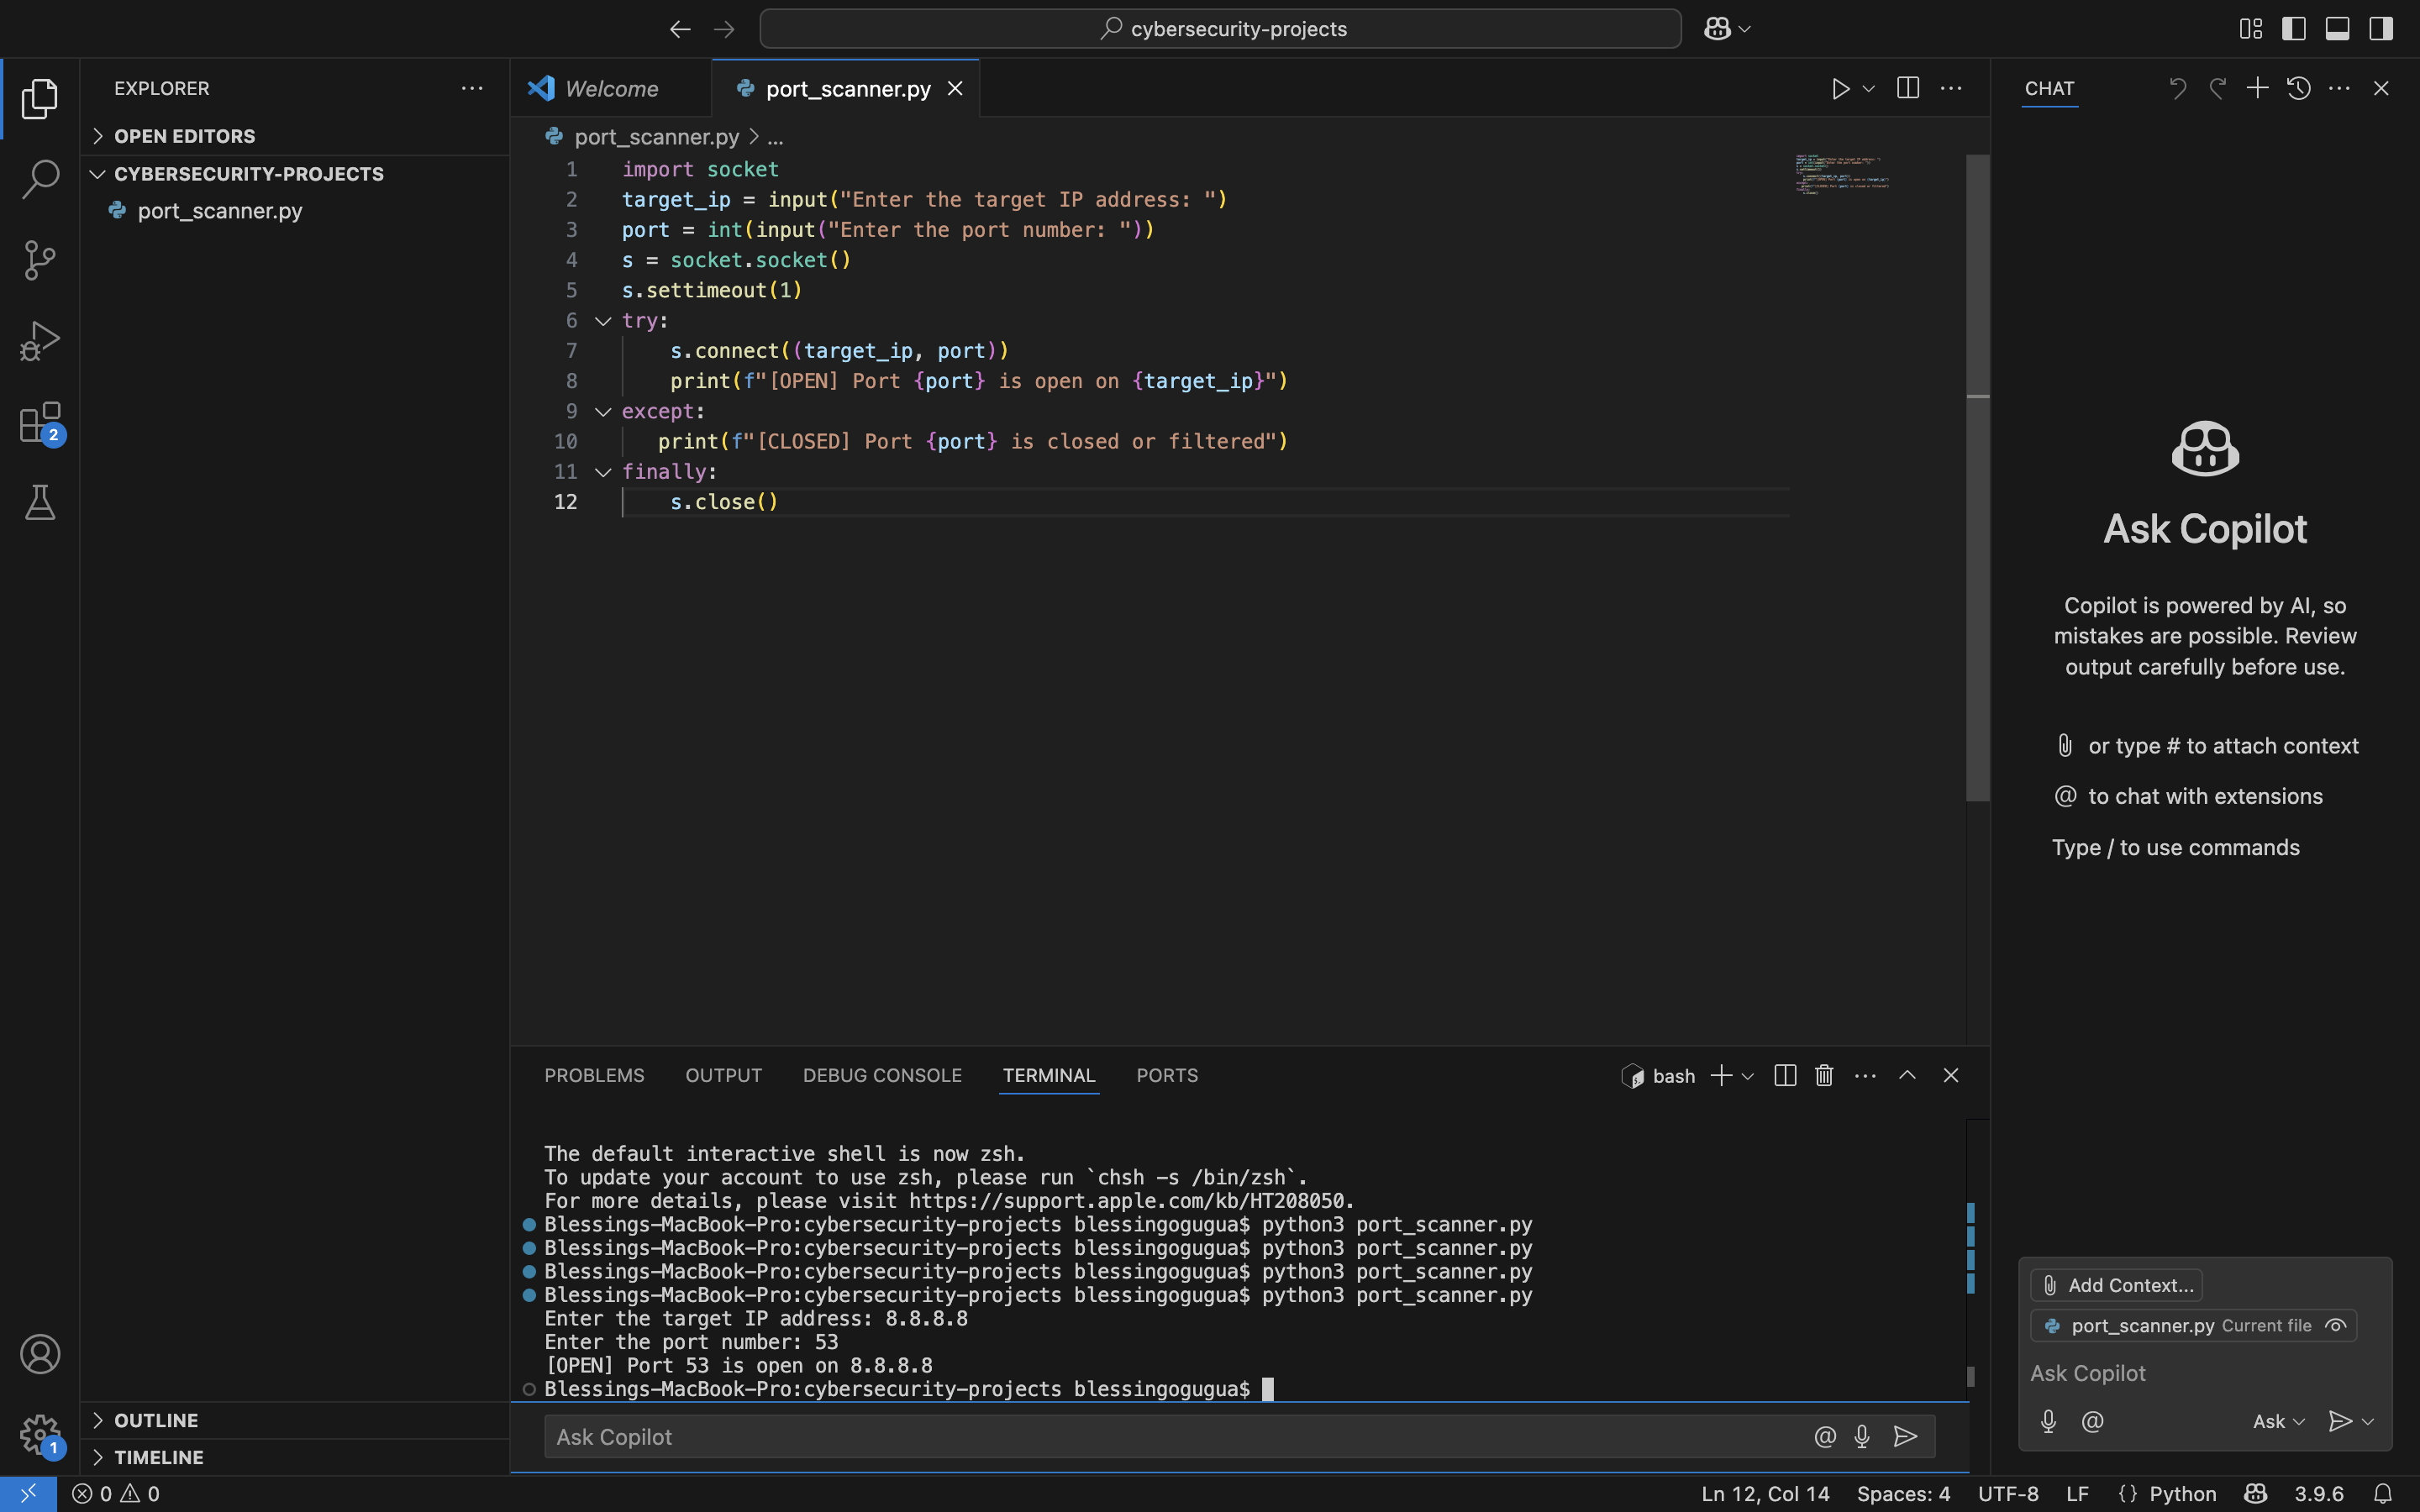 cybersecurity-projects
EXPLORER
OPEN EDITORS
CYBERSECURITY-PROJECTS
port_scanner.py
2
OUTLINE
TIMELINE
1
Welcome
port_scanner.py
port_scanner.py > ...
1 import socket
2 target_ip = input("Enter the target IP address: ")
3 port = int(input("Enter the port number: "))
4 s = socket.socket()
5 s.settimeout(1)
6 try:
7     s.connect((target_ip, port))
8     print(f"[OPEN] Port {port} is open on {target_ip}")
9 except:
10    print(f"[CLOSED] Port {port} is closed or filtered")
11 finally:
12     s.close()
PROBLEMS OUTPUT DEBUG CONSOLE TERMINAL PORTS
bash
The default interactive shell is now zsh.
To update your account to use zsh, please run `chsh -s /bin/zsh`.
For more details, please visit https://support.apple.com/kb/HT208050.
Blessings-MacBook-Pro:cybersecurity-projects blessingogugua$ python3 port_scanner.py
Blessings-MacBook-Pro:cybersecurity-projects blessingogugua$ python3 port_scanner.py
Blessings-MacBook-Pro:cybersecurity-projects blessingogugua$ python3 port_scanner.py
Blessings-MacBook-Pro:cybersecurity-projects blessingogugua$ python3 port_scanner.py
Enter the target IP address: 8.8.8.8
Enter the port number: 53
[OPEN] Port 53 is open on 8.8.8.8
Blessings-MacBook-Pro:cybersecurity-projects blessingogugua$
Ask Copilot
CHAT
Ask Copilot
Copilot is powered by AI, so
mistakes are possible. Review
output carefully before use.
or type # to attach context
@ to chat with extensions
Type / to use commands
Add Context...
port_scanner.py Current file
Ask Copilot
@ Ask
0 0
Ln 12, Col 14 Spaces: 4 UTF-8 LF {} Python 3.9.6